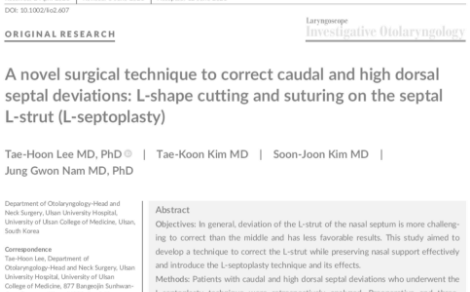 DOI: 10.1002/lio2.607
ORIGINAL RESEARCH
Laryngoscope
Investigative Otolaryngology
A novel surgical technique to correct caudal and high dorsal
septal deviations: L-shape cutting and suturing on the septal
L-strut (L-septoplasty)
Tae-Hoon Lee MD, PhD | Tae-Koon Kim MD | Soon-Joon Kim MD |
Jung Gwon Nam MD, PhD
Department of Otolaryngology-Head and
Neck Surgery, Ulsan University Hospital,
University of Ulsan College of Medicine, Ulsan,
South Korea
Correspondence
Tae-Hoon Lee, Department of
Otolaryngology-Head and Neck Surgery, Ulsan
University Hospital, University of Ulsan
College of Medicine, 877 Bangeojin Sunhwan-
Abstract
Objectives: In general, deviation of the L-strut of the nasal septum is more challeng-
ing to correct than the middle and has less favorable results. This study aimed to
develop a technique to correct the L-strut while preserving nasal support effectively
and introduce the L-septoplasty technique and its effects.
Methods: Patients with caudal and high dorsal septal deviations who underwent the